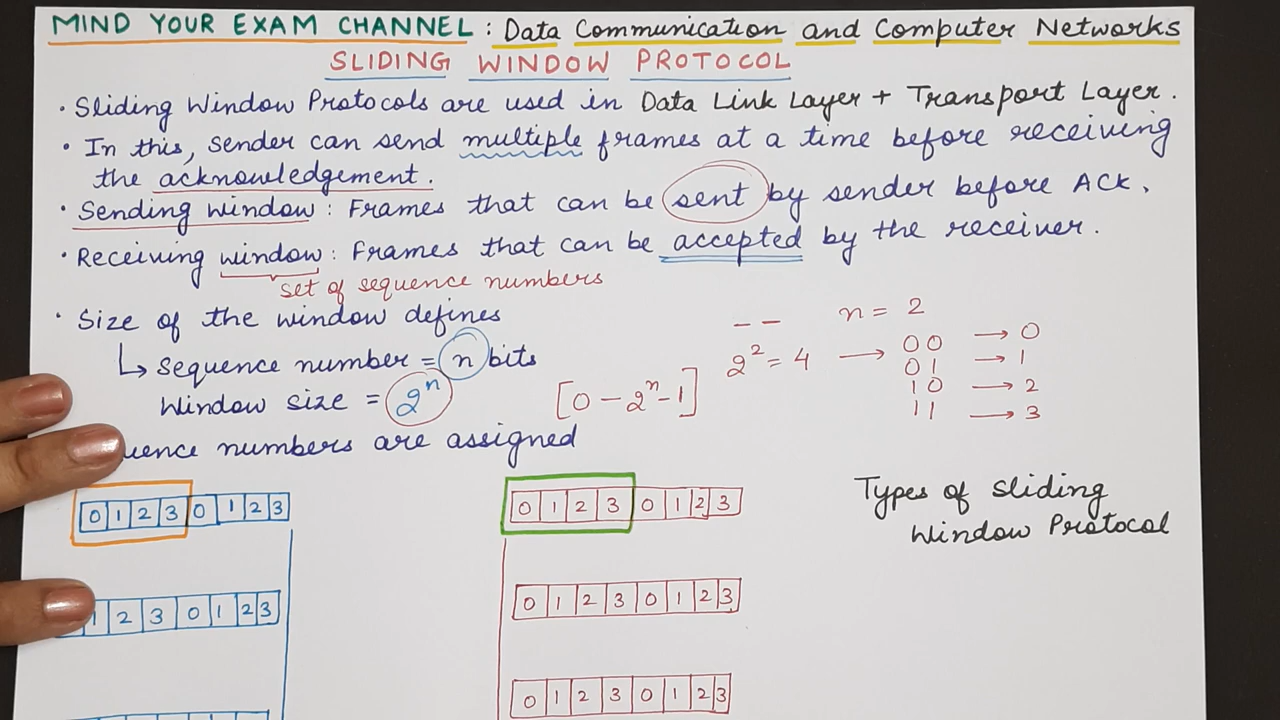 MIND YOUR EXAM CHANNEL : Data Communication and Computer Networks
SLIDING WINDOW PROTOCOL
· Sliding Window Protocols are used in Data Link Layer + Transport Layer.
· In this, sender can send multiple frames at a time before receiving
the acknowledgement.
· Sending window : Frames that can be sent by sender before ACK.
· Receiving window : Frames that can be accepted by the receiver.
set of sequence numbers
· Size of the window defines
↳ Sequence number = n bits
Window size = 2ⁿ
[0 - 2ⁿ-1]
_ _ n = 2
2² = 4 → 00 → 0
01 → 1
10 → 2
11 → 3
uence numbers are assigned
0 1 2 3 0 1 2 3
0 1 2 3 0 1 2 3
Types of Sliding
Window Protocol
1 2 3 0 1 2 3
0 1 2 3 0 1 2 3
0 1 2 3 0 1 2 3